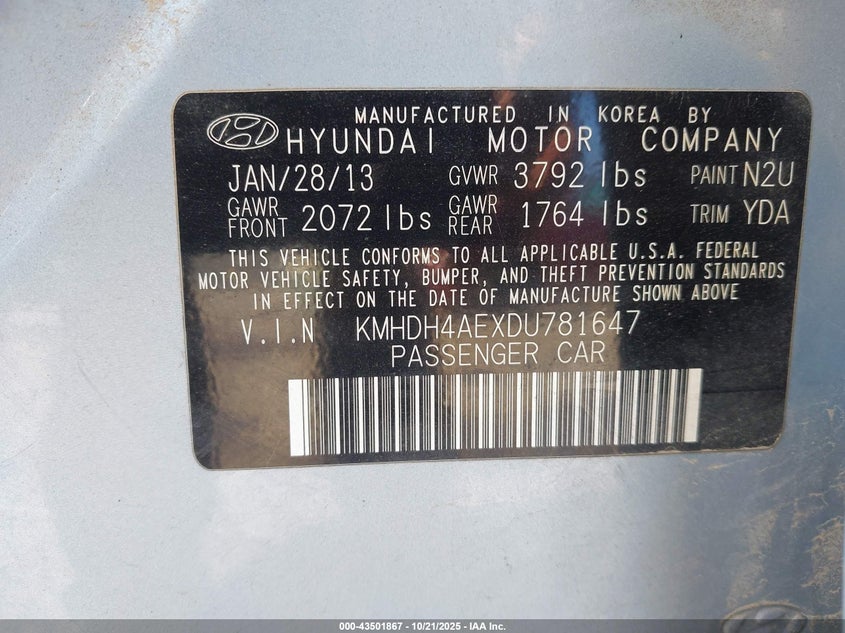 MANUFACTURED IN KOREA BY
HYUNDAI MOTOR COMPANY
JAN/28/13 GVWR 3792 lbs PAINT N2U
GAWR FRONT 2072 lbs GAWR REAR 1764 lbs TRIM YDA
THIS VEHICLE CONFORMS TO ALL APPLICABLE U.S.A. FEDERAL
MOTOR VEHICLE SAFETY, BUMPER, AND THEFT PREVENTION STANDARDS
IN EFFECT ON THE DATE OF MANUFACTURE SHOWN ABOVE
V.I.N KMHDH4AEXDU781647
PASSENGER CAR
000-43501867 - 10/21/2025 - IAA Inc.